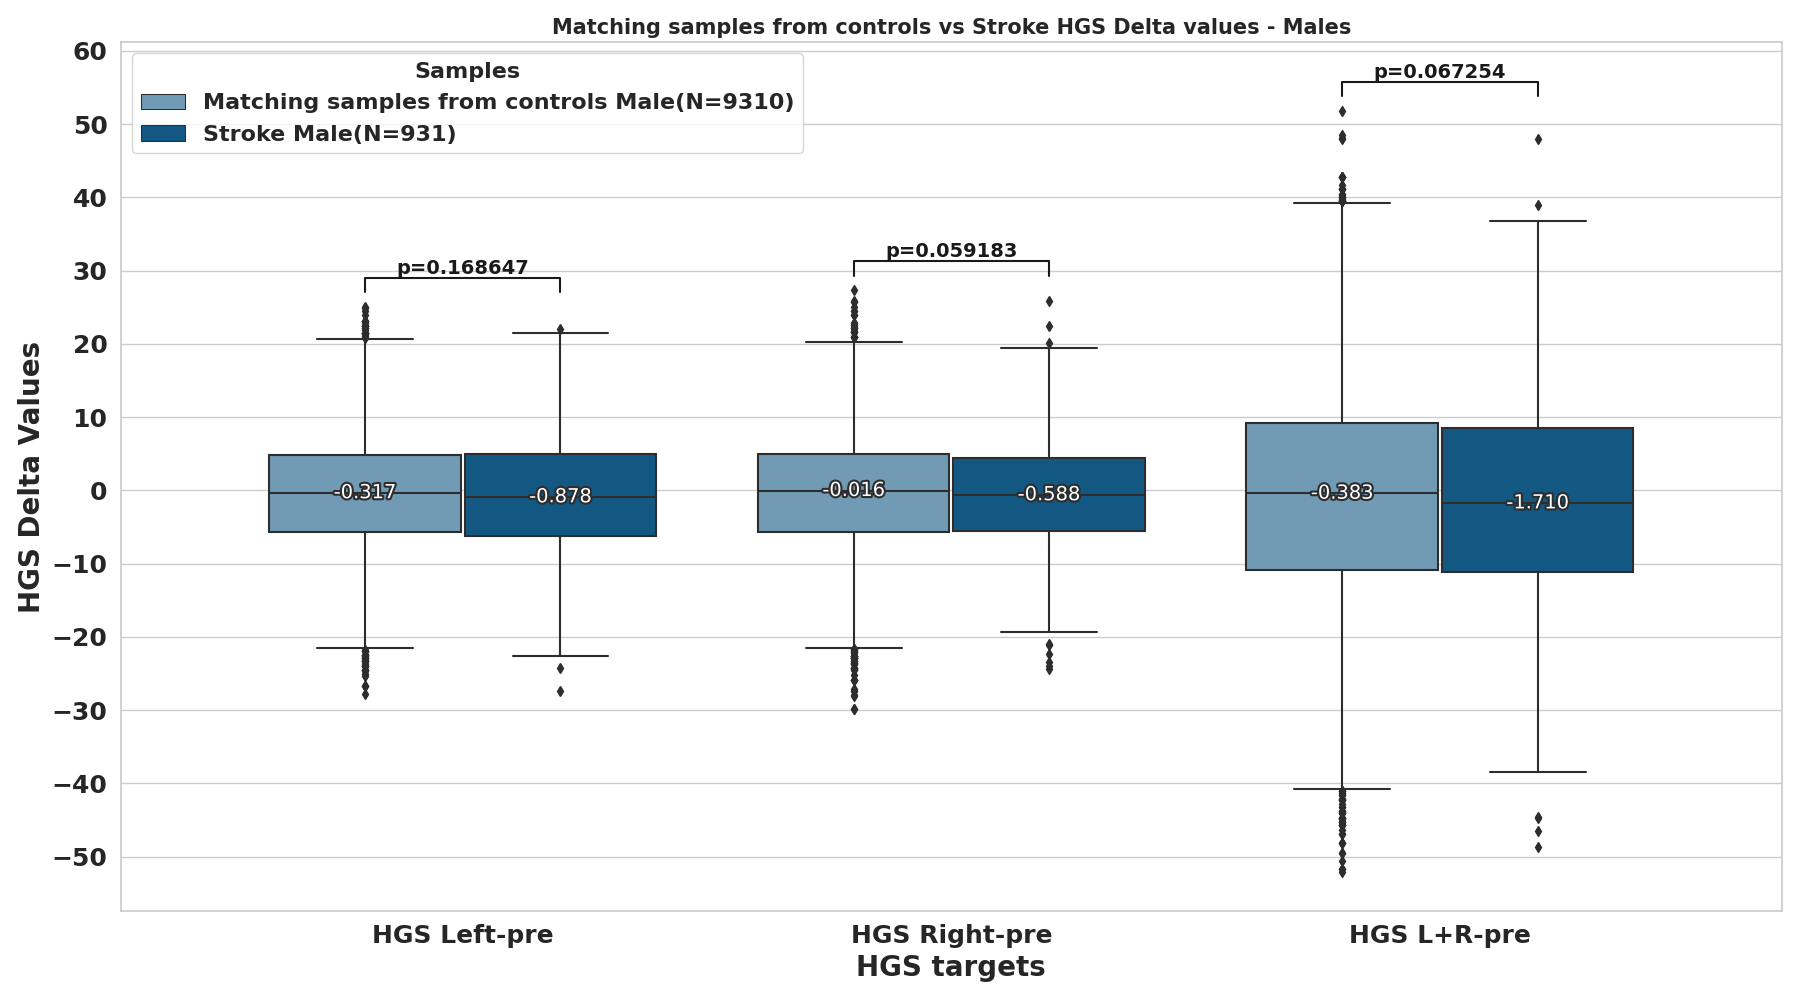 Matching samples from controls vs Stroke HGS Delta values - Males
Samples
Matching samples from controls Male(N=9310)
Stroke Male(N=931)
p=0.168647
p=0.059183
p=0.067254
HGS Delta Values
60
50
40
30
20
10
0
−10
−20
−30
−40
−50
-0.317
-0.878
-0.016
-0.588
-0.383
-1.710
HGS Left-pre
HGS Right-pre
HGS L+R-pre
HGS targets